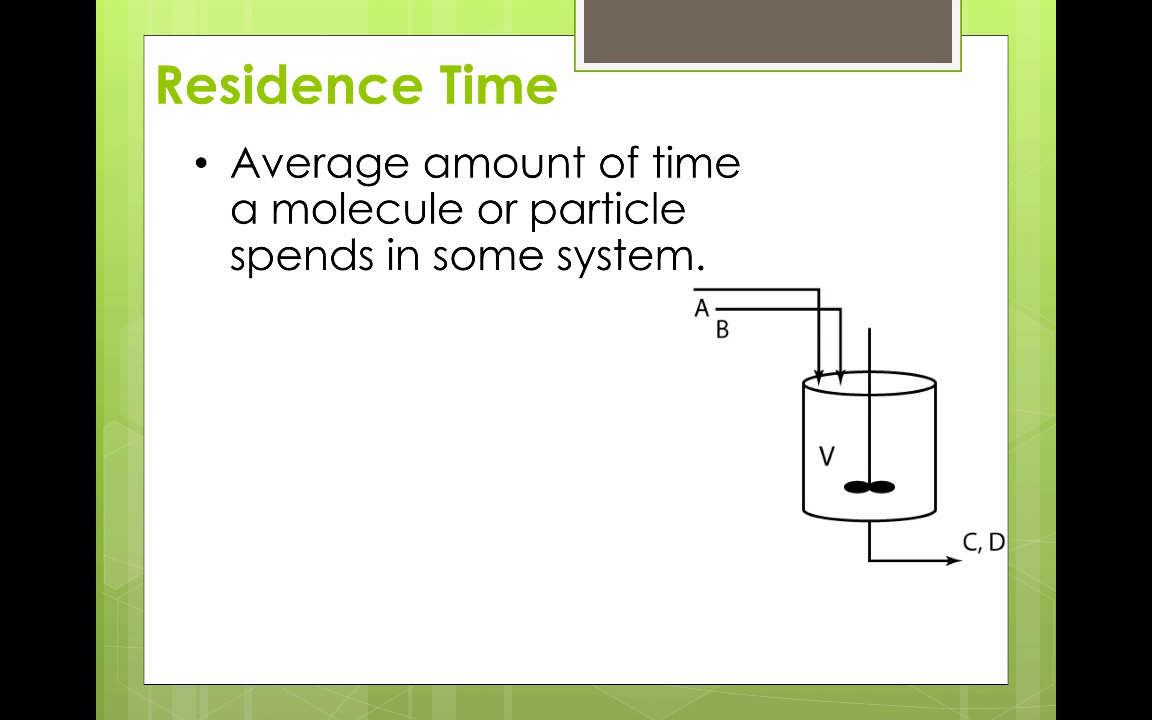 Residence Time
• Average amount of time
a molecule or particle
spends in some system.
A
B
V
C, D